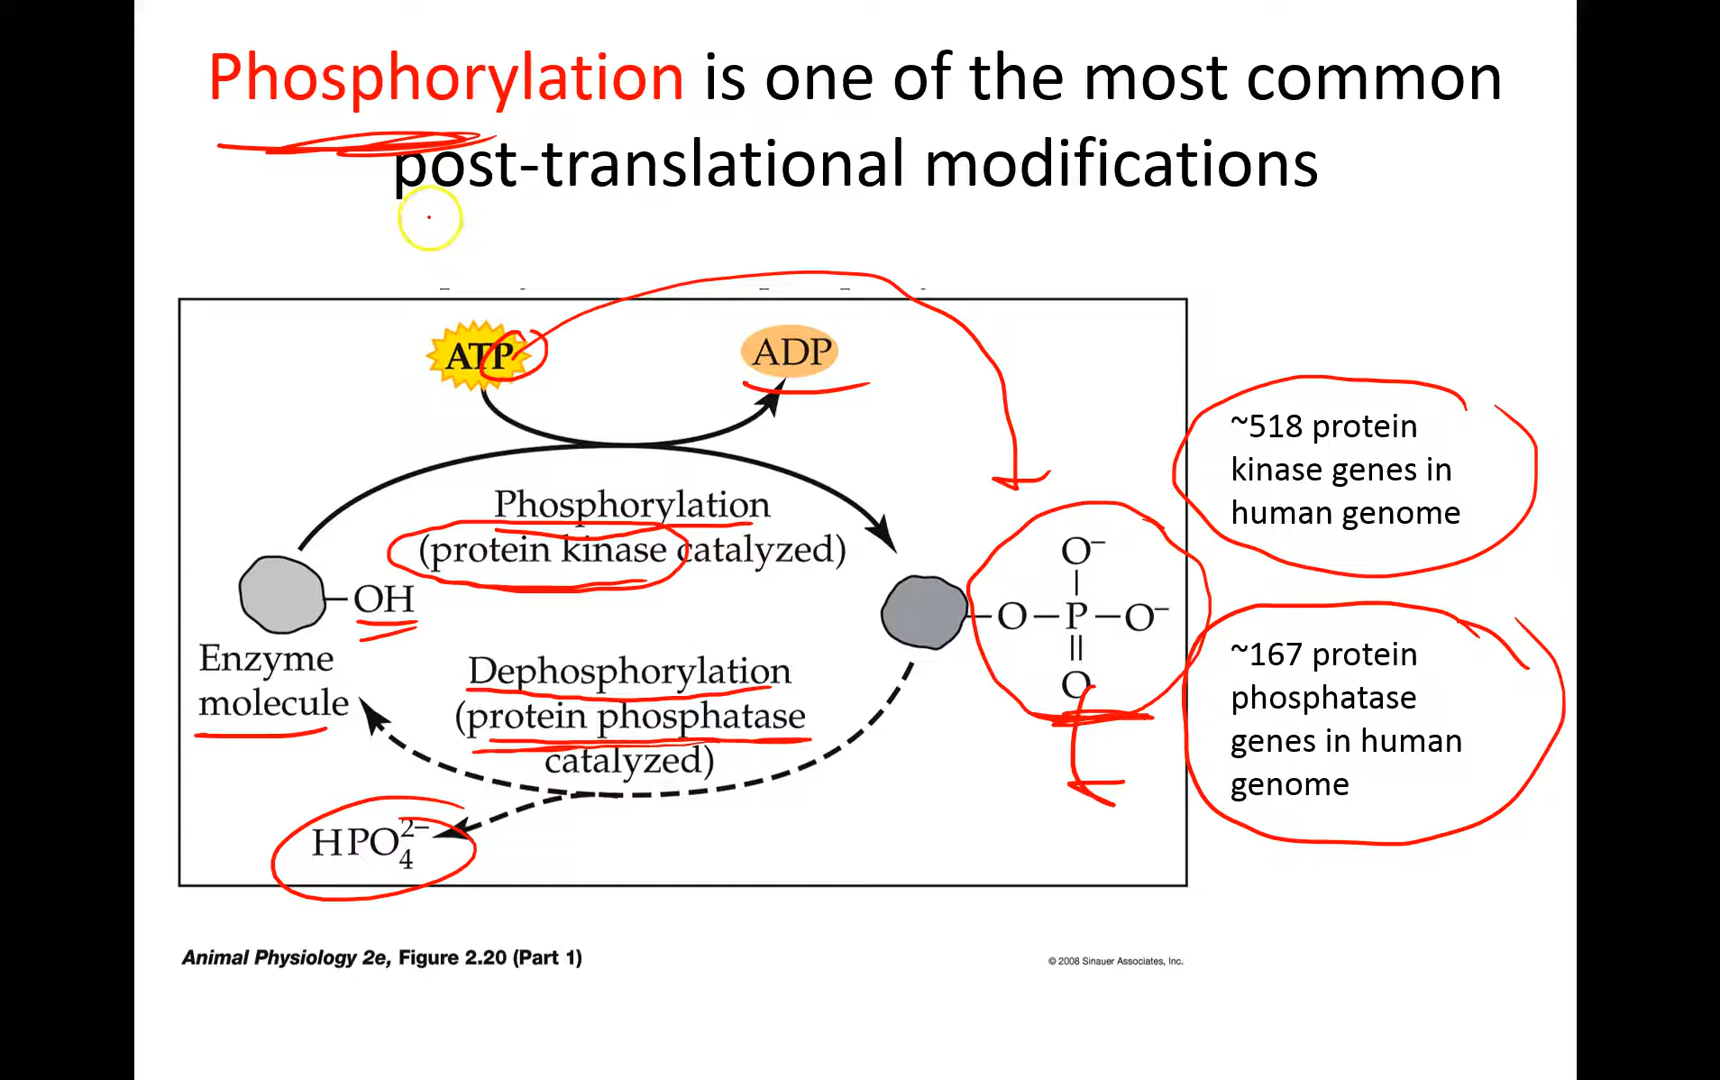 Phosphorylation is one of the most common
post-translational modifications
ATP
ADP
Phosphorylation
(protein kinase catalyzed)
OH
Enzyme
molecule
O⁻
O–P–O⁻
O
Dephosphorylation
(protein phosphatase
catalyzed)
HPO₄²⁻
~518 protein
kinase genes in
human genome
~167 protein
phosphatase
genes in human
genome
Animal Physiology 2e, Figure 2.20 (Part 1)
© 2008 Sinauer Associates, Inc.